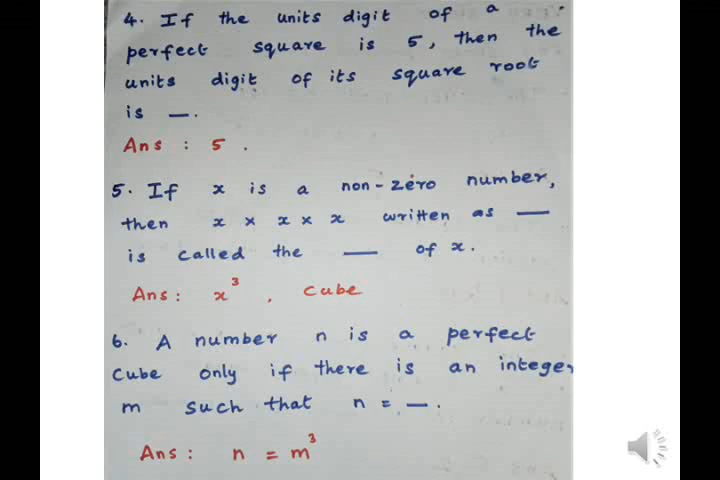 4. If the units digit of a
perfect square is 5, then the
units digit of its square root
is —.
Ans : 5 .
5. If x is a non-zero number,
then x × x × x written as —
is called the — of x.
Ans: x³ , Cube
6. A number n is a perfect
Cube only if there is an integer
m such that n = —.
Ans: n = m³